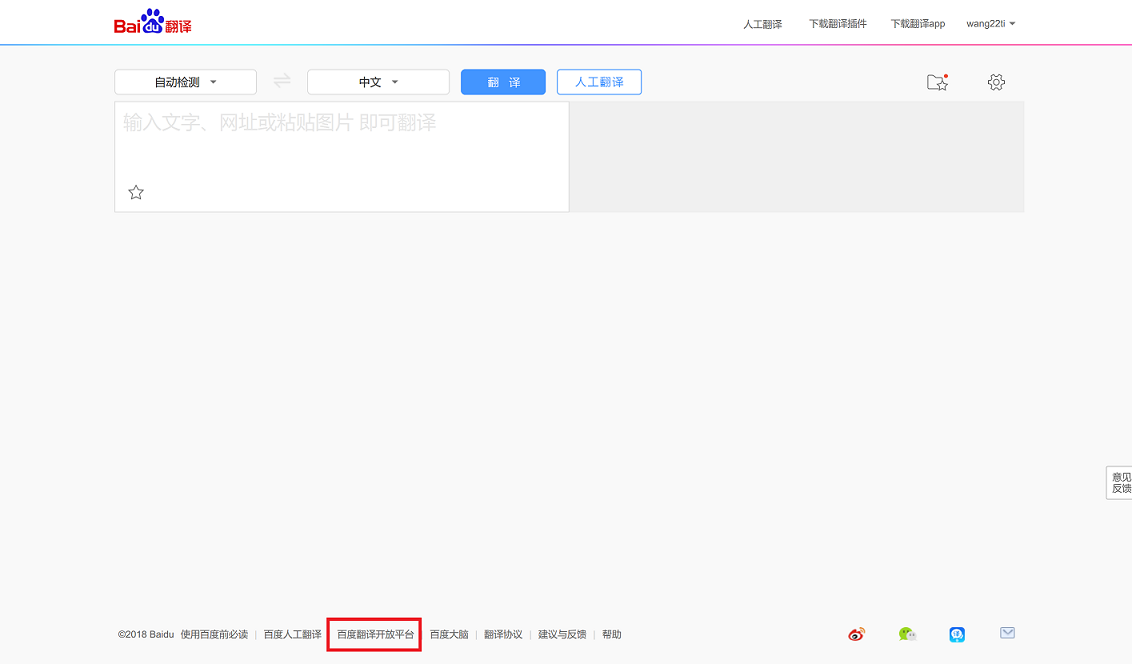 Bai du 翻译
人工翻译 下载翻译插件 下载翻译app wang22ti
自动检测 中文 翻 译 人工翻译
输入文字、网址或粘贴图片 即可翻译
意见
反馈
©2018 Baidu 使用百度前必读 | 百度人工翻译 百度翻译开放平台 百度大脑 | 翻译协议 | 建议与反馈 | 帮助